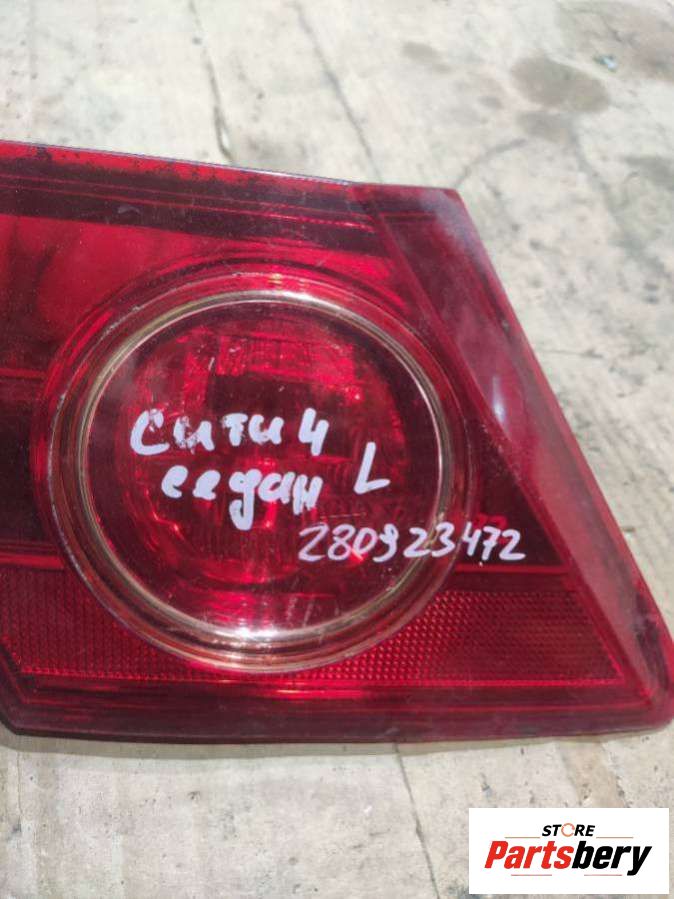 Сити 4
седан L
280923472
STORE
Partsbery